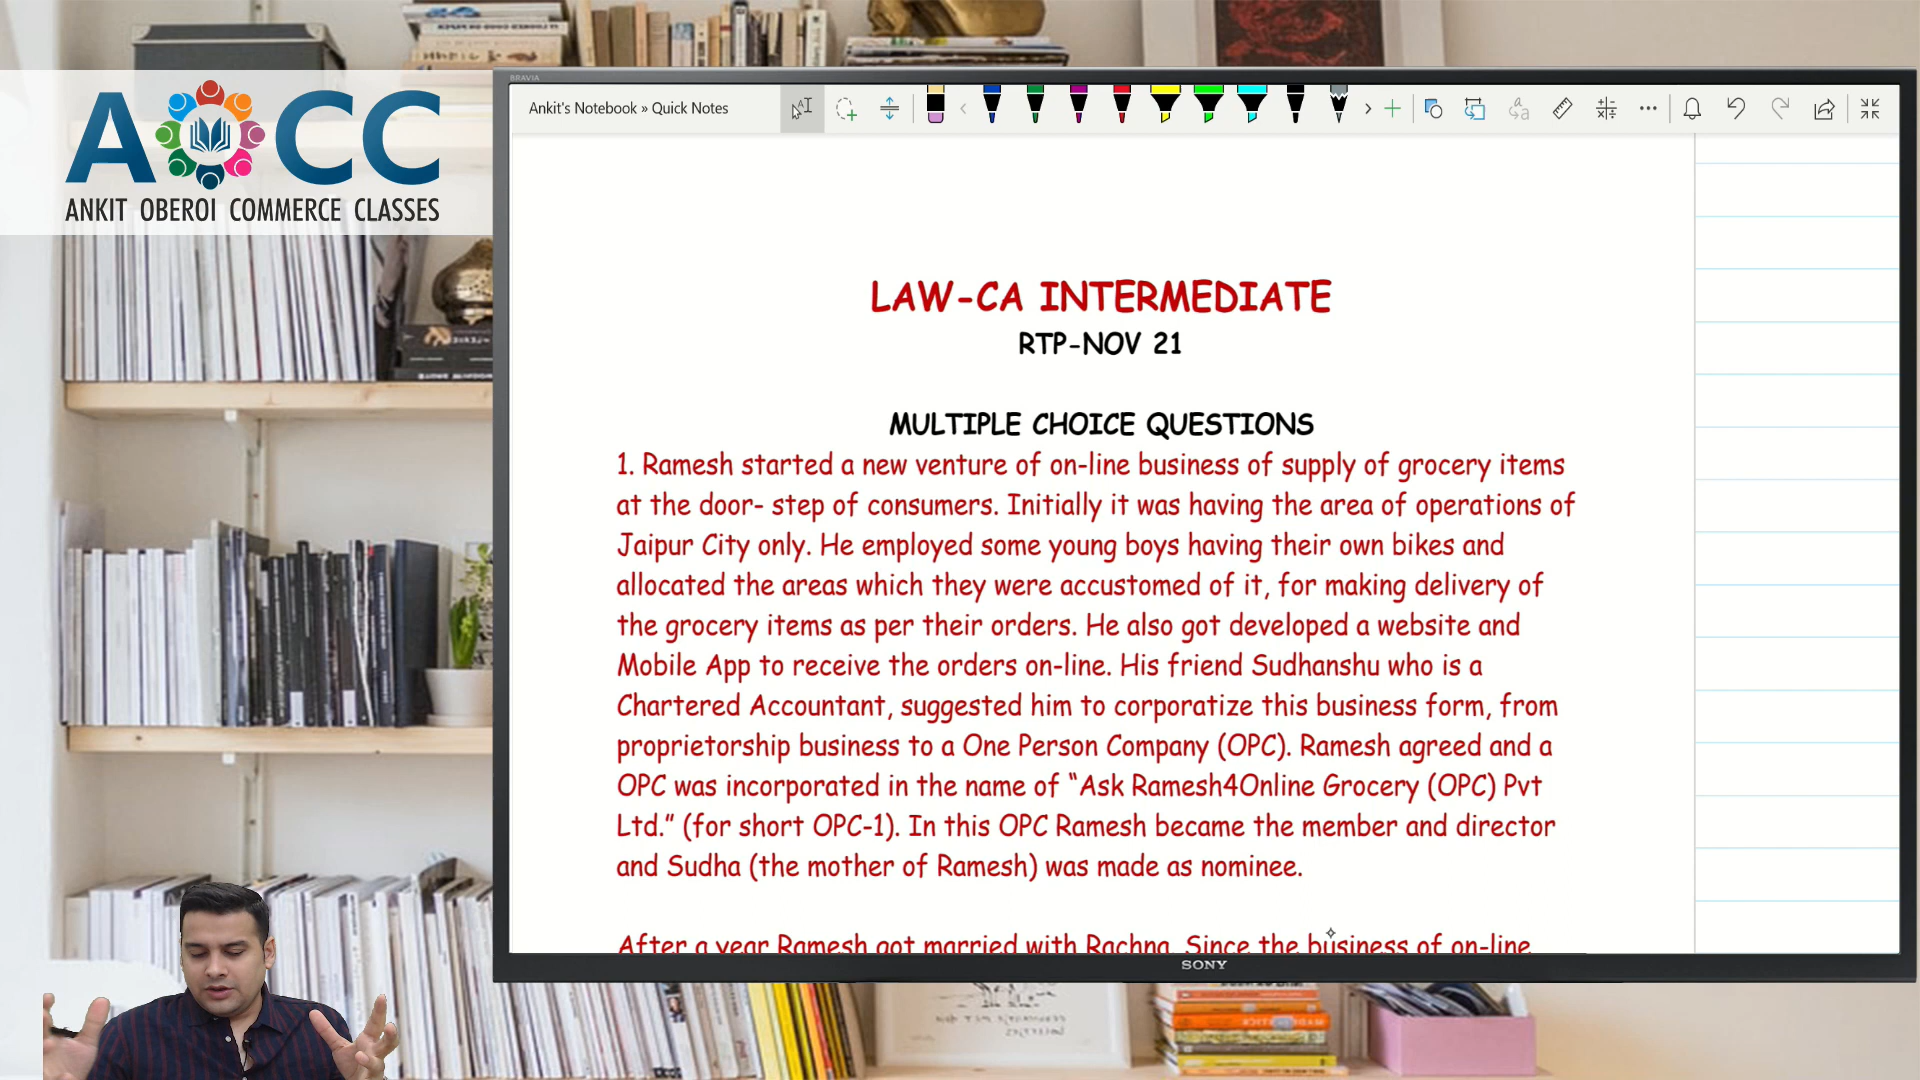 BRAVIA
Ankit's Notebook » Quick Notes
AOCC
ANKIT OBEROI COMMERCE CLASSES
LAW-CA INTERMEDIATE
RTP-NOV 21
MULTIPLE CHOICE QUESTIONS
1. Ramesh started a new venture of on-line business of supply of grocery items
at the door- step of consumers. Initially it was having the area of operations of
Jaipur City only. He employed some young boys having their own bikes and
allocated the areas which they were accustomed of it, for making delivery of
the grocery items as per their orders. He also got developed a website and
Mobile App to receive the orders on-line. His friend Sudhanshu who is a
Chartered Accountant, suggested him to corporatize this business form, from
proprietorship business to a One Person Company (OPC). Ramesh agreed and a
OPC was incorporated in the name of “Ask Ramesh4Online Grocery (OPC) Pvt
Ltd.” (for short OPC-1). In this OPC Ramesh became the member and director
and Sudha (the mother of Ramesh) was made as nominee.
After a year Ramesh got married with Rachna. Since the business of on-line
SONY